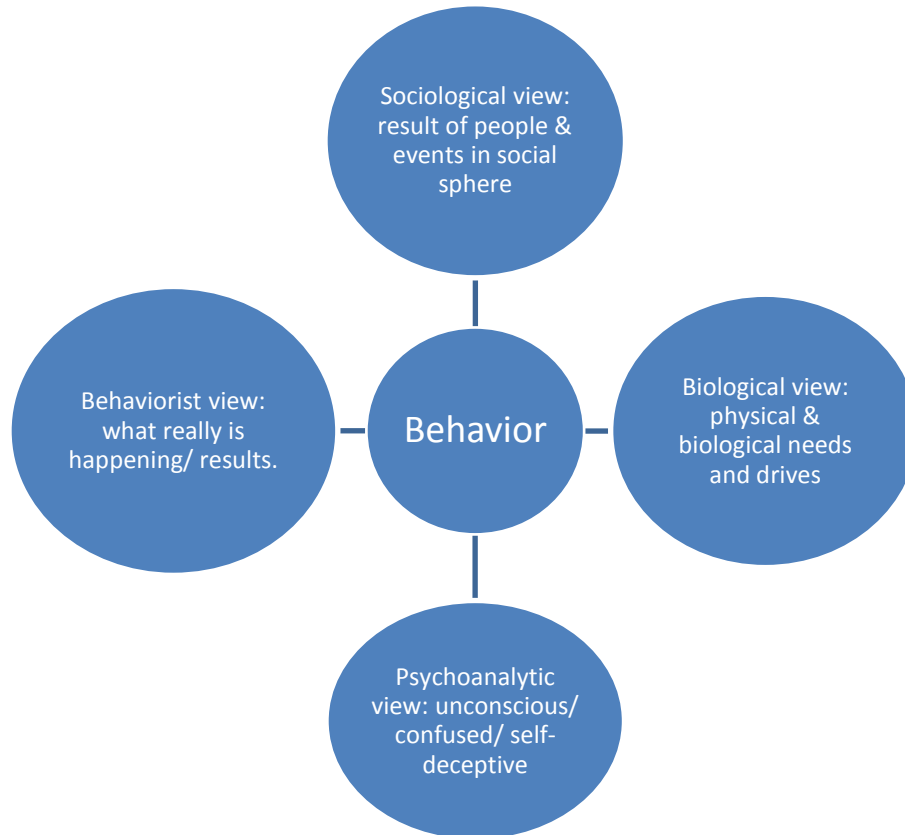 Sociological view:
result of people &
events in social
sphere
Behaviorist view:
what really is
happening/ results.
Behavior
Biological view:
physical &
biological needs
and drives
Psychoanalytic
view: unconscious/
confused/ self-
deceptive